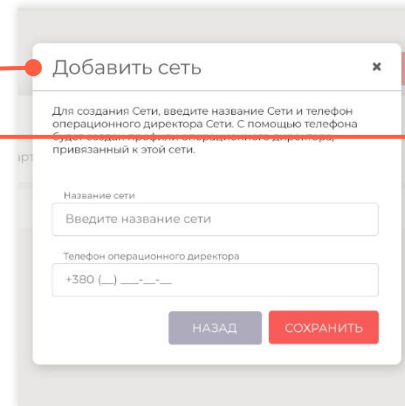 Добавить сеть
Для создания Сети, введите название Сети и телефон
операционного директора Сети. С помощью телефона
будет создан профили операционного директора,
привязанный к этой сети.
Название сети
Введите название сети
Телефон операционного директора
+380 (__) ___-__-__
НАЗАД
СОХРАНИТЬ